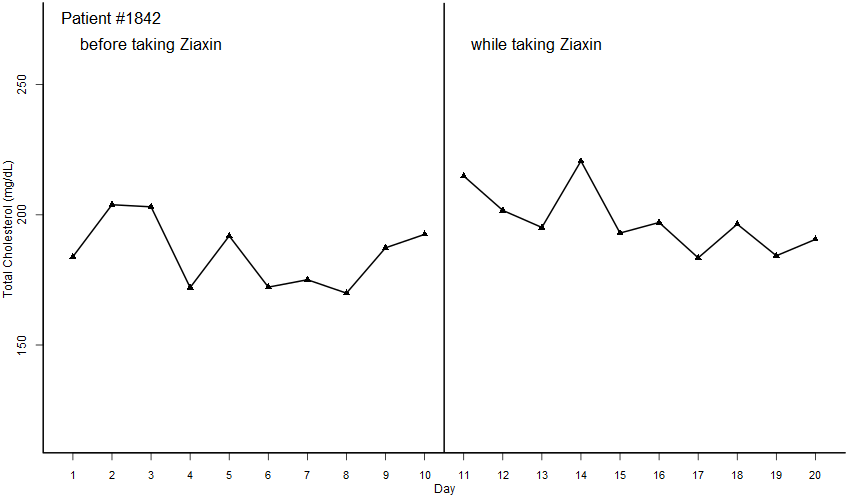 Patient #1842
before taking Ziaxin
while taking Ziaxin
Total Cholesterol (mg/dL)
250
200
150
1 2 3 4 5 6 7 8 9 10 11 12 13 14 15 16 17 18 19 20
Day